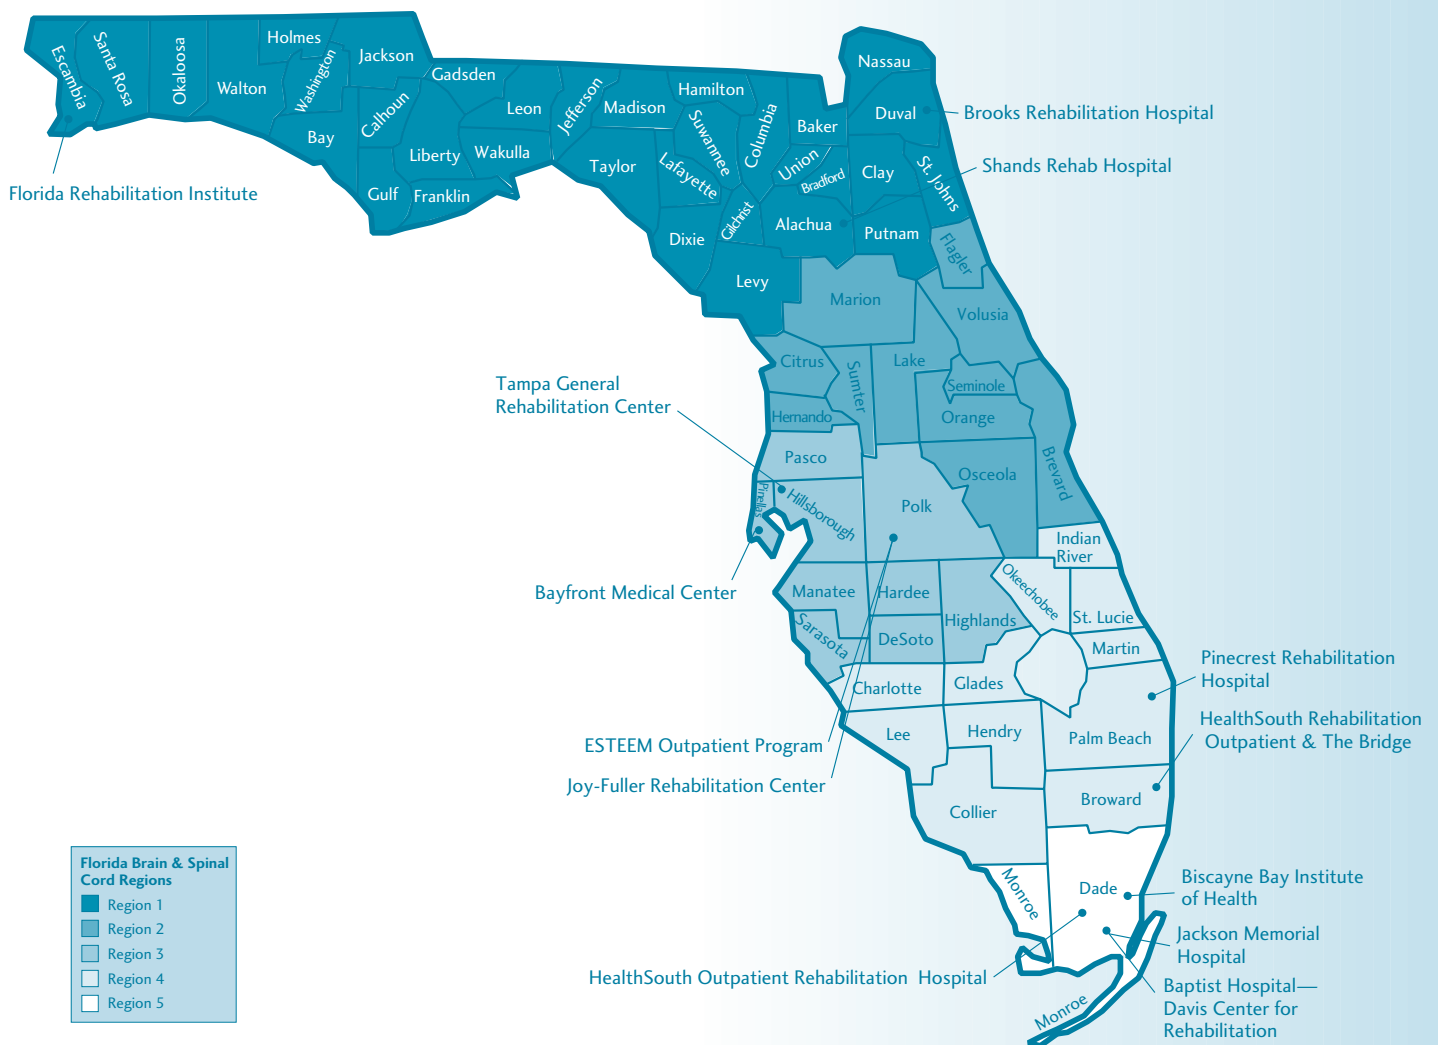 Escambia
Santa Rosa
Okaloosa
Walton
Holmes
Washington
Jackson
Bay
Calhoun
Gulf
Gadsden
Liberty
Franklin
Leon
Wakulla
Jefferson
Madison
Taylor
Hamilton
Suwannee
Lafayette
Dixie
Columbia
Gilchrist
Levy
Baker
Union
Bradford
Alachua
Nassau
Duval
Clay
St. Johns
Putnam
Flagler
Marion
Volusia
Citrus
Sumter
Lake
Seminole
Hernando
Orange
Pasco
Osceola
Brevard
Pinellas
Hillsborough
Polk
Indian
River
Manatee
Hardee
Okeechobee
Highlands
St. Lucie
Sarasota
DeSoto
Martin
Charlotte
Glades
Lee
Hendry
Palm Beach
Collier
Broward
Monroe
Dade
Monroe
Florida Rehabilitation Institute
Brooks Rehabilitation Hospital
Shands Rehab Hospital
Tampa General
Rehabilitation Center
Bayfront Medical Center
ESTEEM Outpatient Program
Joy-Fuller Rehabilitation Center
Pinecrest Rehabilitation
Hospital
HealthSouth Rehabilitation
Outpatient & The Bridge
Biscayne Bay Institute
of Health
Jackson Memorial
Hospital
HealthSouth Outpatient Rehabilitation Hospital
Baptist Hospital—
Davis Center for
Rehabilitation
Florida Brain & Spinal
Cord Regions
Region 1
Region 2
Region 3
Region 4
Region 5